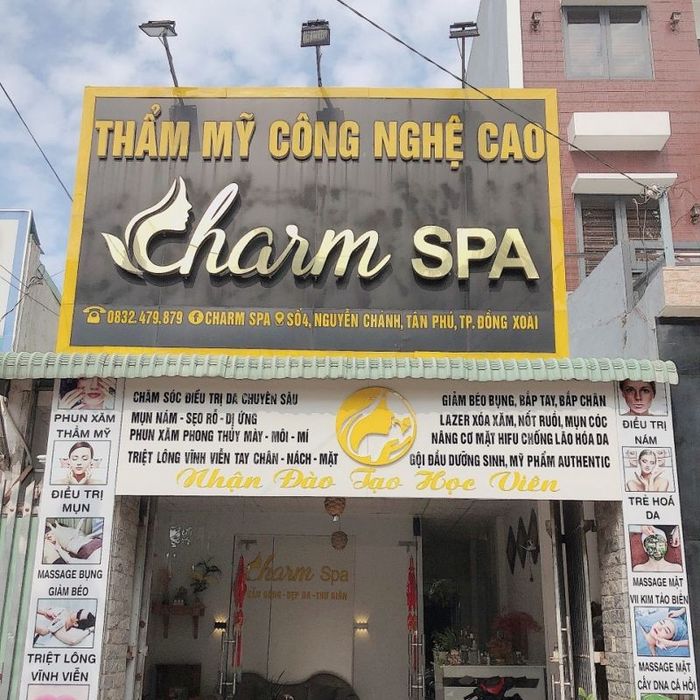 THẨM MỸ CÔNG NGHỆ CAO
Charm SPA
0832.479.879 CHARM SPA SỐ4, NGUYỄN CHÁNH, TÂN PHÚ, TP.ĐỒNG XOÀI
CHĂM SÓC ĐIỀU TRỊ DA CHUYÊN SÂU
MỤN NÁM - SẸO RỖ - DỊ ỨNG
PHUN XĂM PHONG THỦY MÀY - MÔI - MÍ
TRIỆT LÔNG VĨNH VIỄN TAY CHÂN - NÁCH - MẶT
GIẢM BÉO BỤNG, BẮP TAY, BẮP CHÂN
LAZER XÓA XĂM, NỐT RUỒI, MỤN CÓC
NÂNG CƠ MẶT HIFU CHỐNG LÃO HÓA DA
GỘI ĐẦU DƯỠNG SINH, MỸ PHẨM AUTHENTIC
Nhận Đào Tạo Học Viên
PHUN XĂM
THẨM MỸ
ĐIỀU TRỊ
MỤN
MASSAGE BỤNG
GIẢM BÉO
TRIỆT LÔNG
VĨNH VIỄN
ĐIỀU TRỊ
NÁM
TRẺ HOÁ
DA
MASSAGE MẶT
VII KIM TẢO BIỂN
MASSAGE MẶT
CẤY DNA CÁ HỒI
Charm Spa